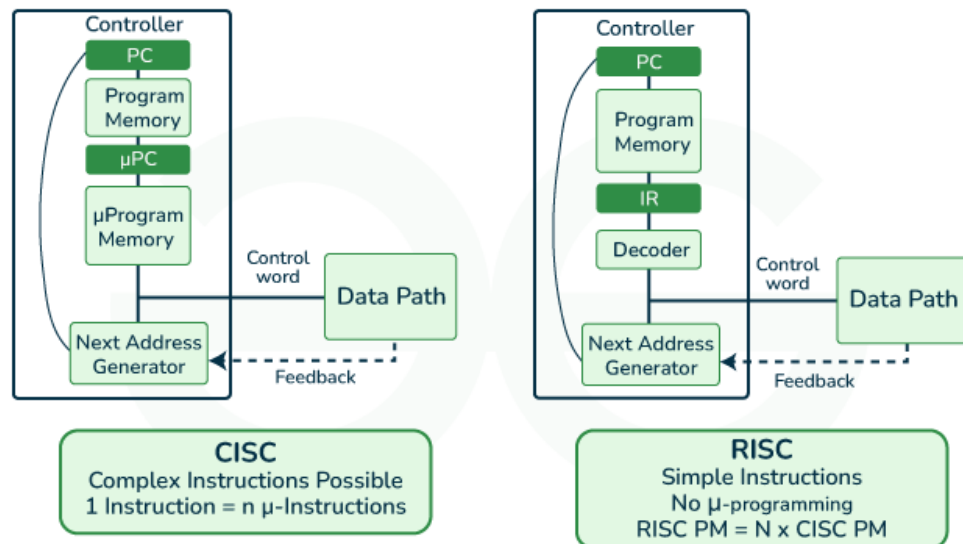 Controller
PC
Program
Memory
µPC
µProgram
Memory
Control
word
Data Path
Next Address
Generator
Feedback
CISC
Complex Instructions Possible
1 Instruction = n µ-Instructions
Controller
PC
Program
Memory
IR
Decoder
Control
word
Data Path
Next Address
Generator
Feedback
RISC
Simple Instructions
No µ-programming
RISC PM = N x CISC PM